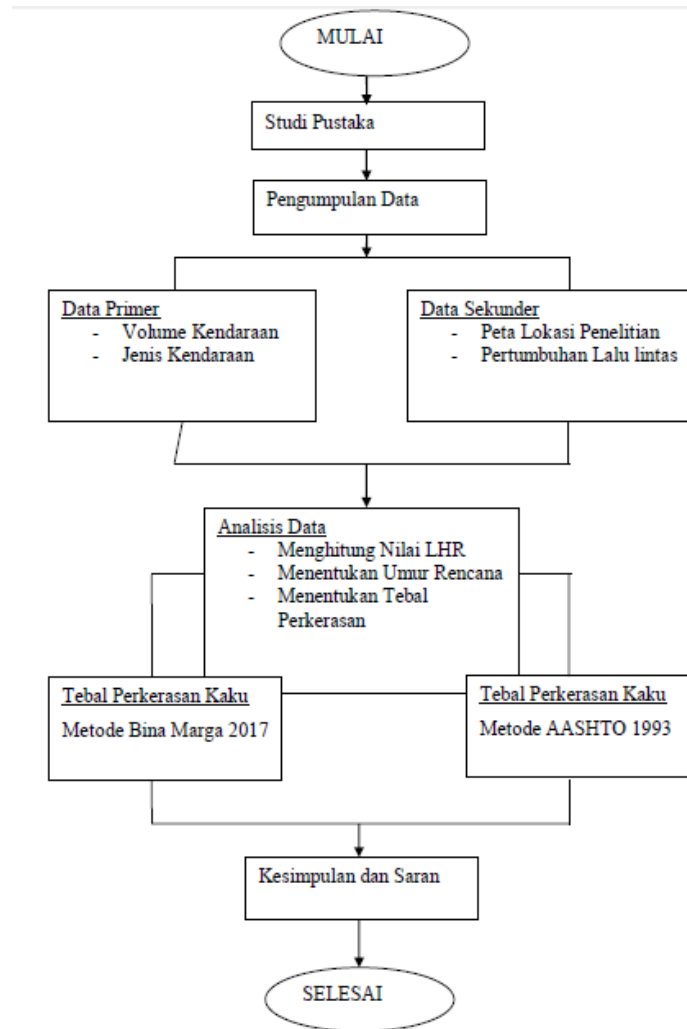 MULAI
Studi Pustaka
Pengumpulan Data
Data Primer
- Volume Kendaraan
- Jenis Kendaraan
Data Sekunder
- Peta Lokasi Penelitian
- Pertumbuhan Lalu lintas
Analisis Data
- Menghitung Nilai LHR
- Menentukan Umur Rencana
- Menentukan Tebal
Perkerasan
Tebal Perkerasan Kaku
Metode Bina Marga 2017
Tebal Perkerasan Kaku
Metode AASHTO 1993
Kesimpulan dan Saran
SELESAI